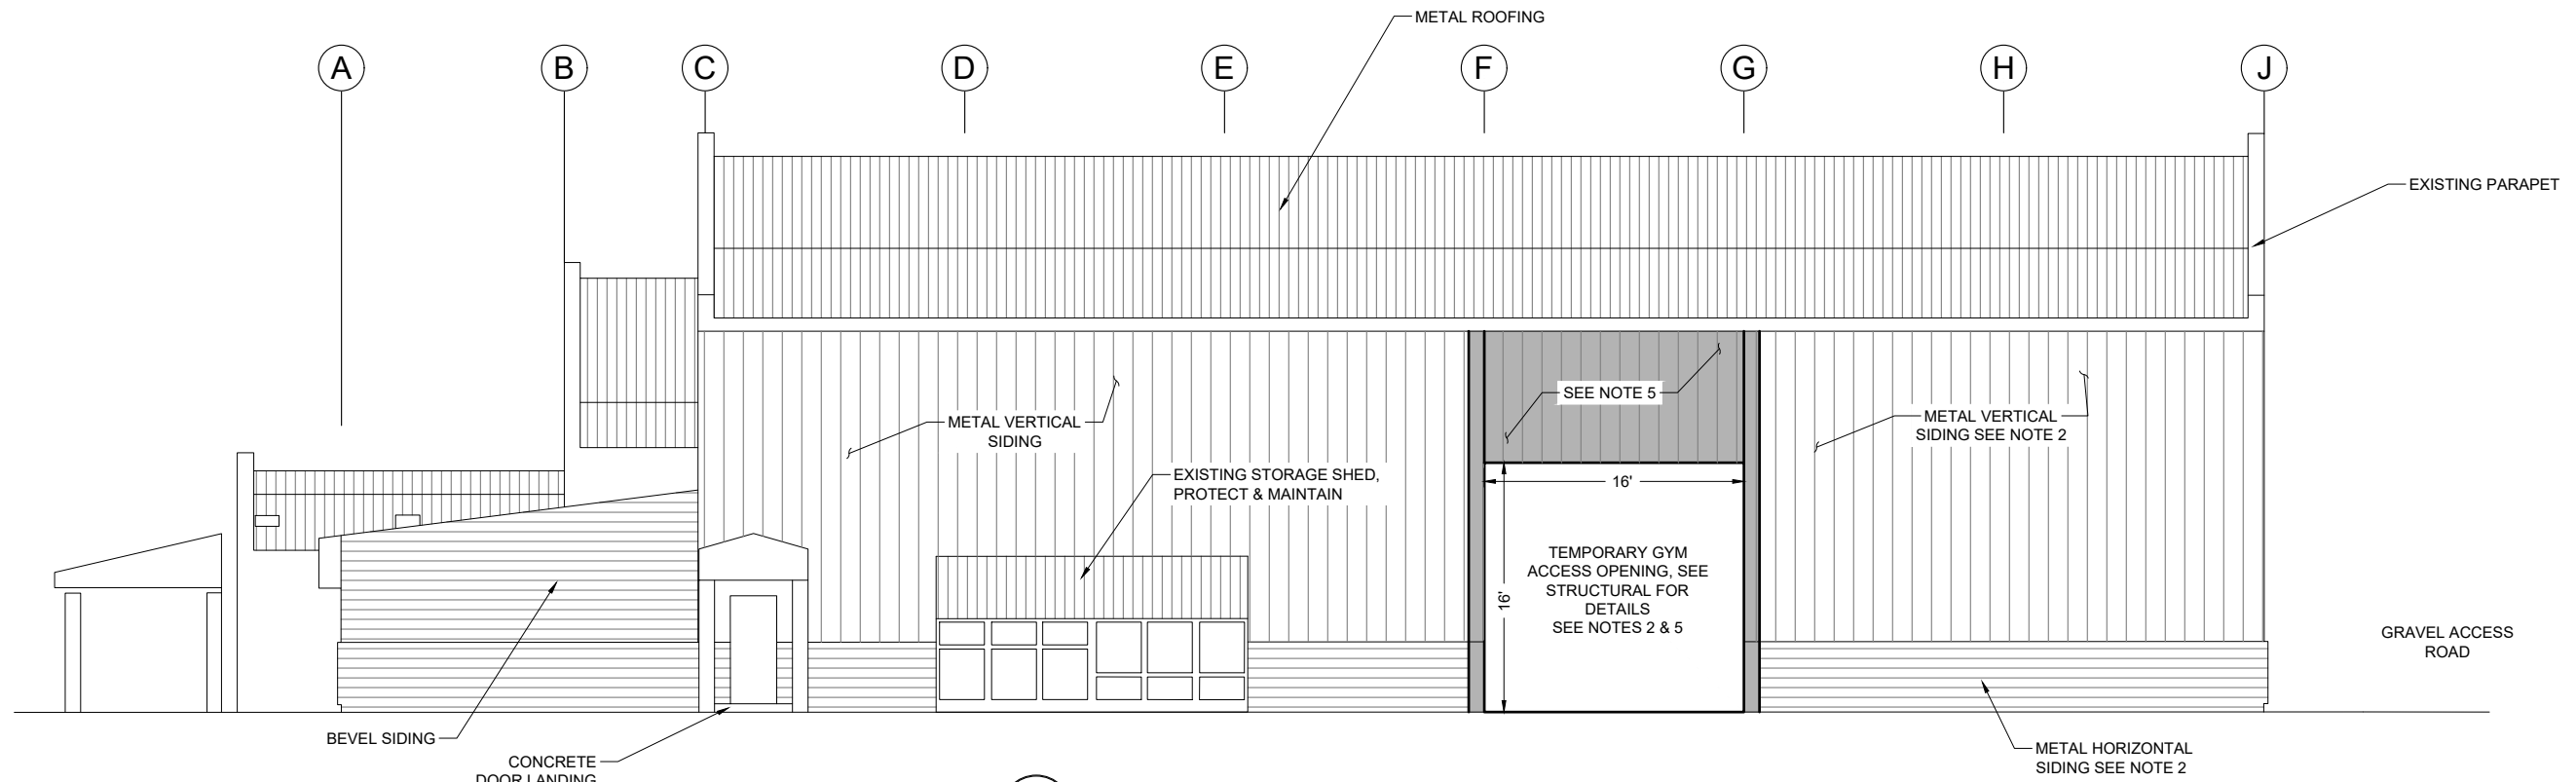 METAL ROOFING
A
B
C
D
E
F
G
H
J
EXISTING PARAPET
SEE NOTE 5
METAL VERTICAL
SIDING
METAL VERTICAL
SIDING SEE NOTE 2
EXISTING STORAGE SHED,
PROTECT & MAINTAIN
16'
16'
TEMPORARY GYM
ACCESS OPENING, SEE
STRUCTURAL FOR
DETAILS
SEE NOTES 2 & 5
GRAVEL ACCESS
ROAD
BEVEL SIDING
CONCRETE
DOOR LANDING
METAL HORIZONTAL
SIDING SEE NOTE 2